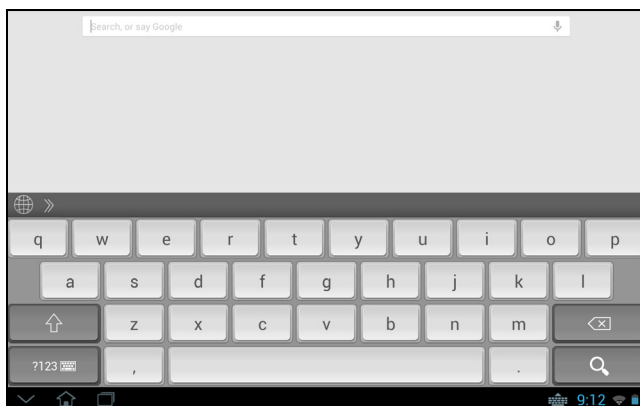 Search, or say Google
q w e r t y u i o p
a s d f g h j k l
z x c v b n m
?123 , .
9:12